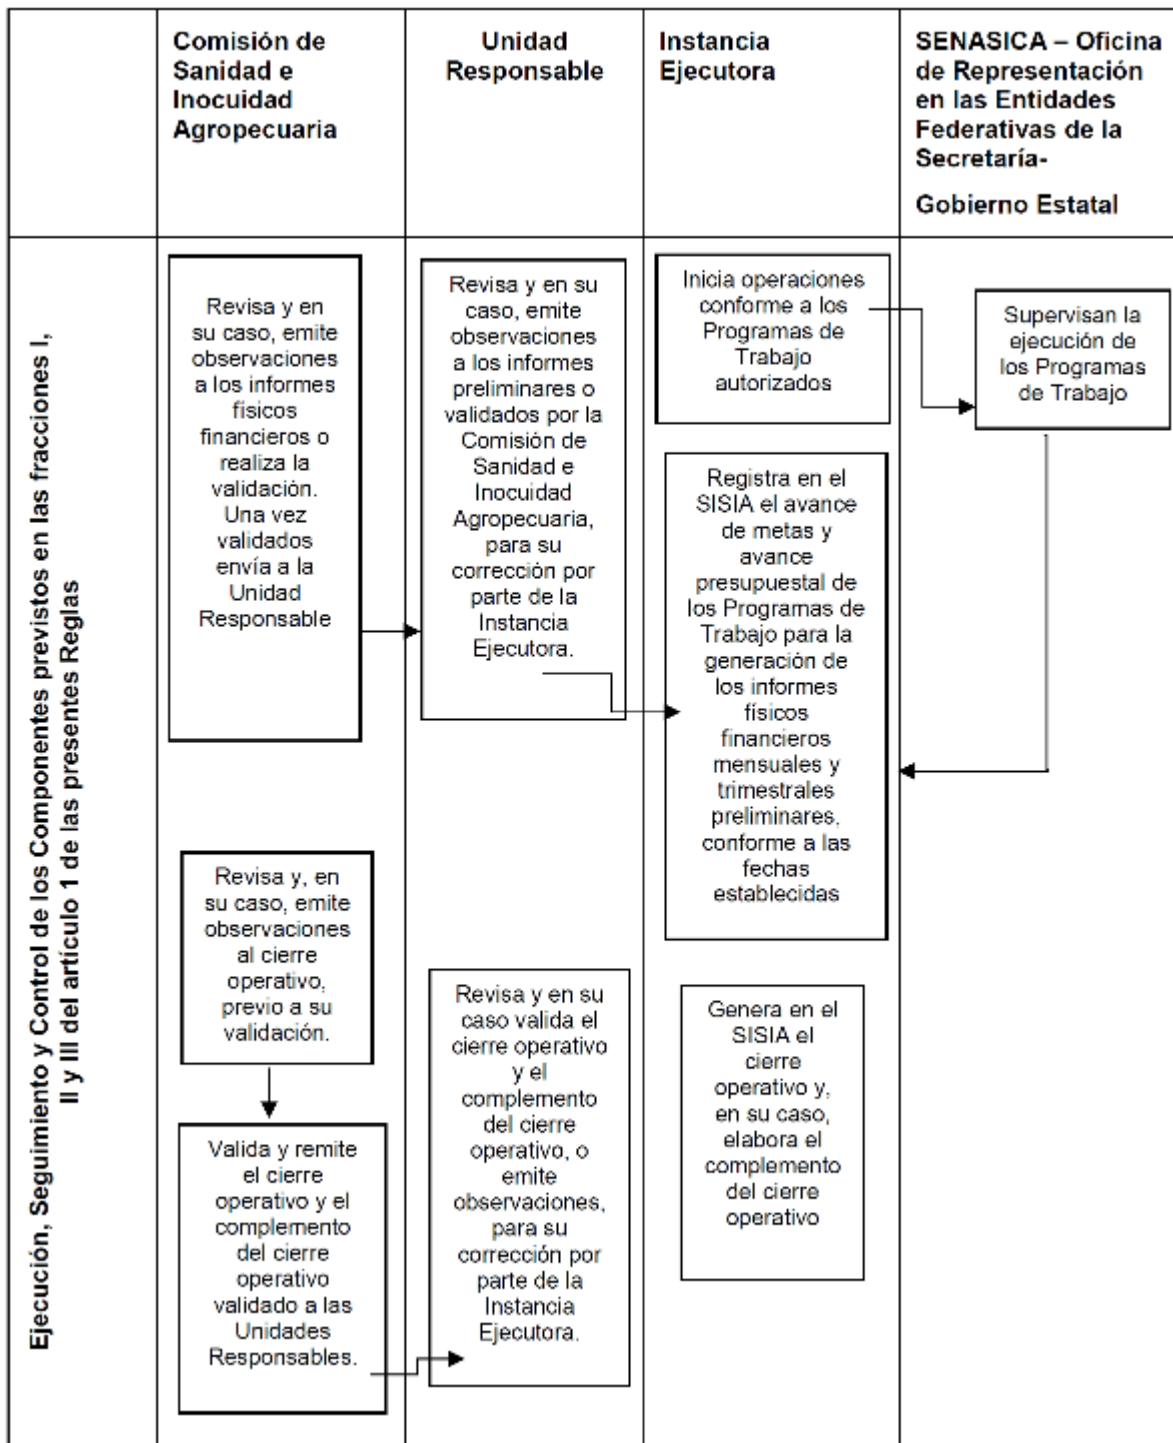 Comisión de
Sanidad e
Inocuidad
Agropecuaria
Unidad
Responsable
Instancia
Ejecutora
SENASICA – Oficina
de Representación
en las Entidades
Federativas de la
Secretaría-
Gobierno Estatal
Ejecución, Seguimiento y Control de los Componentes previstos en las fracciones I,
II y III del artículo 1 de las presentes Reglas
Revisa y en
su caso, emite
observaciones
a los informes
físicos
financieros o
realiza la
validación.
Una vez
validados
envía a la
Unidad
Responsable
Revisa y en su
caso, emite
observaciones
a los informes
preliminares o
validados por la
Comisión de
Sanidad e
Inocuidad
Agropecuaria,
para su
corrección por
parte de la
Instancia
Ejecutora.
Inicia operaciones
conforme a los
Programas de
Trabajo
autorizados
Supervisan la
ejecución de
los Programas
de Trabajo
Registra en el
SISIA el avance
de metas y
avance
presupuestal de
los Programas de
Trabajo para la
generación de
los informes
físicos
financieros
mensuales y
trimestrales
preliminares,
conforme a las
fechas
establecidas
Revisa y, en
su caso, emite
observaciones
al cierre
operativo,
previo a su
validación.
Valida y remite
el cierre
operativo y el
complemento
del cierre
operativo
validado a las
Unidades
Responsables.
Revisa y en su
caso valida el
cierre operativo
y el
complemento
del cierre
operativo, o
emite
observaciones,
para su
corrección por
parte de la
Instancia
Ejecutora.
Genera en el
SISIA el
cierre
operativo y,
en su caso,
elabora el
complemento
del cierre
operativo